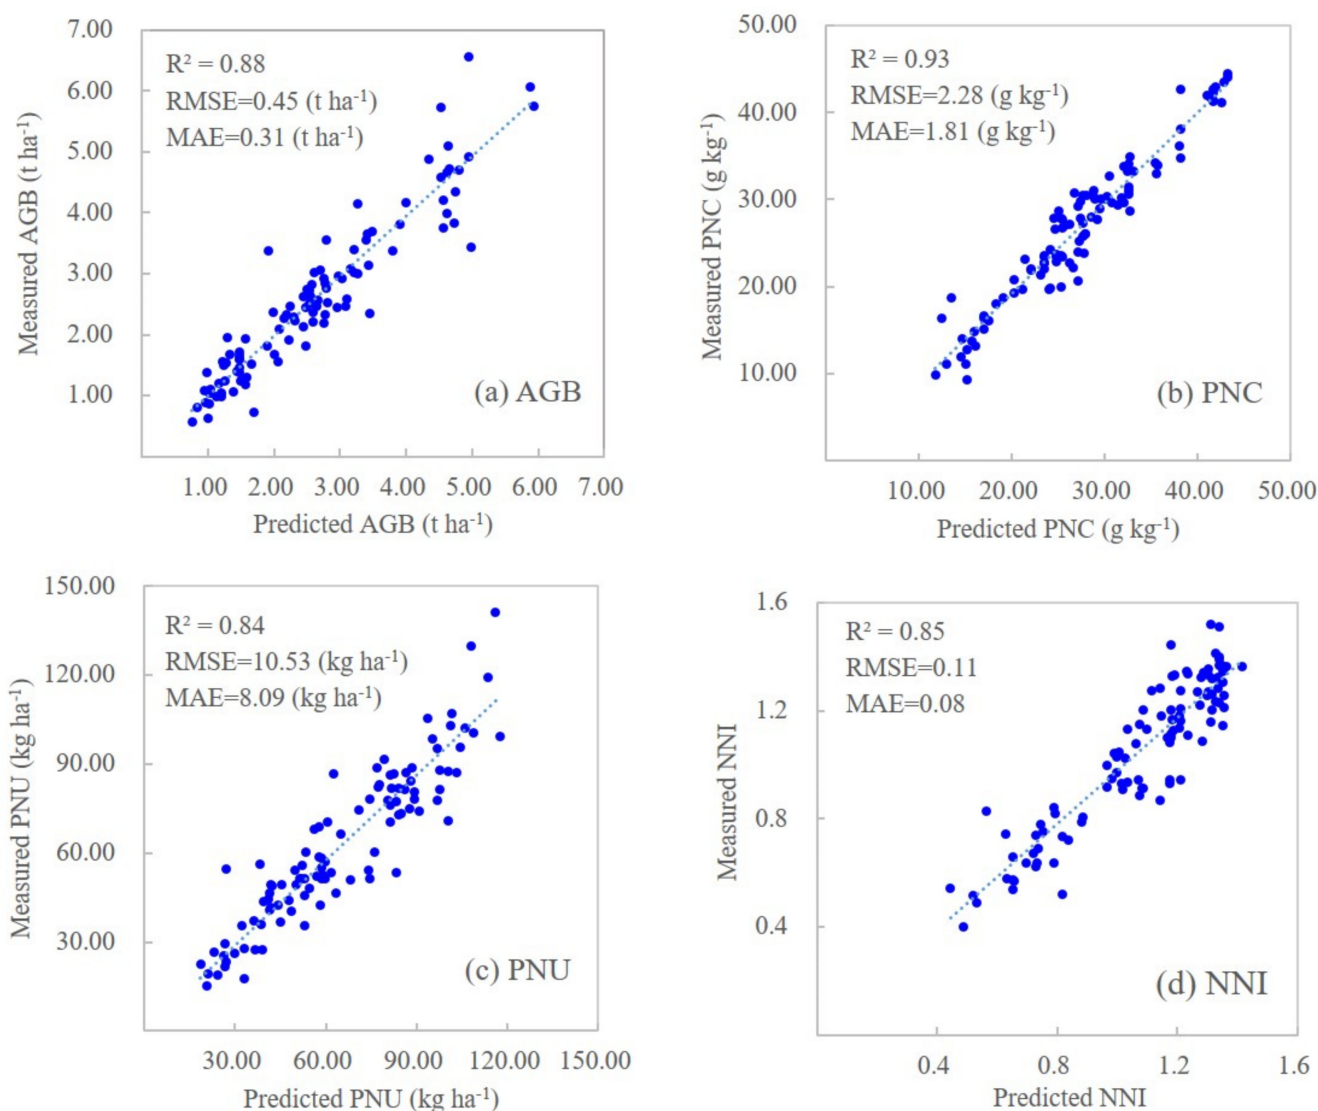 7.00
6.00
5.00
4.00
3.00
2.00
1.00
Measured AGB (t ha⁻¹)
R² = 0.88
RMSE=0.45 (t ha⁻¹)
MAE=0.31 (t ha⁻¹)
(a) AGB
1.00 2.00 3.00 4.00 5.00 6.00 7.00
Predicted AGB (t ha⁻¹)
50.00
40.00
30.00
20.00
10.00
Measured PNC (g kg⁻¹)
R² = 0.93
RMSE=2.28 (g kg⁻¹)
MAE=1.81 (g kg⁻¹)
(b) PNC
10.00 20.00 30.00 40.00 50.00
Predicted PNC (g kg⁻¹)
150.00
120.00
90.00
60.00
30.00
Measured PNU (kg ha⁻¹)
R² = 0.84
RMSE=10.53 (kg ha⁻¹)
MAE=8.09 (kg ha⁻¹)
(c) PNU
30.00 60.00 90.00 120.00 150.00
Predicted PNU (kg ha⁻¹)
1.6
1.2
0.8
0.4
Measured NNI
R² = 0.85
RMSE=0.11
MAE=0.08
(d) NNI
0.4 0.8 1.2 1.6
Predicted NNI